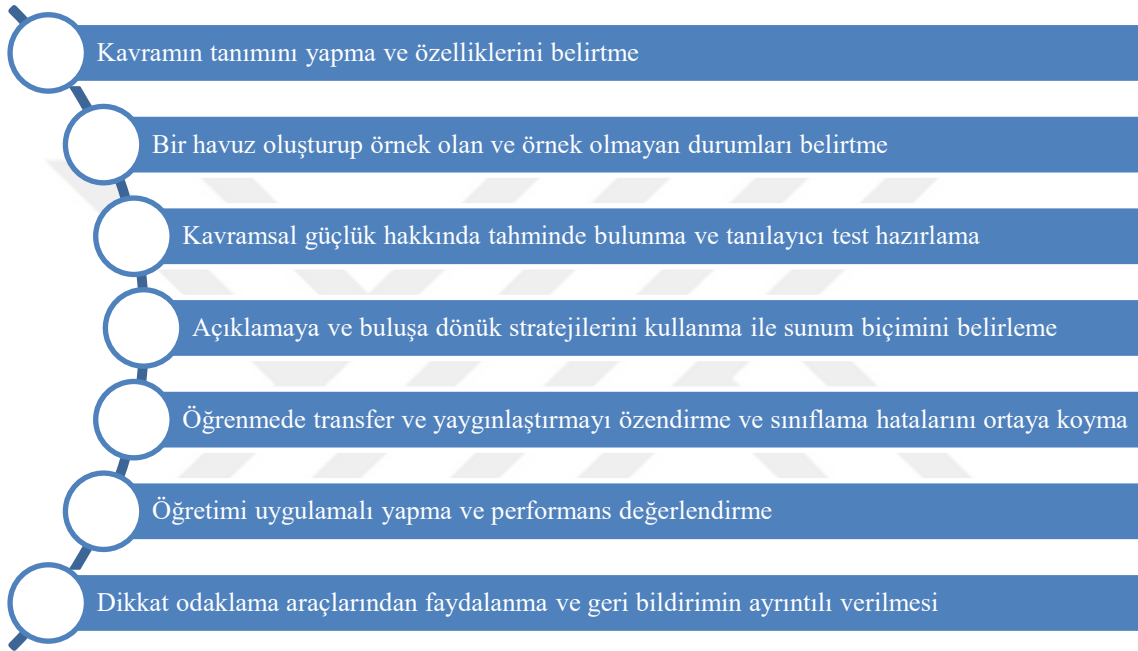 Kavramın tanımını yapma ve özelliklerini belirtme
Bir havuz oluşturup örnek olan ve örnek olmayan durumları belirtme
Kavramsal güçlük hakkında tahminde bulunma ve tanılayıcı test hazırlama
Açıklamaya ve buluşa dönük stratejilerini kullanma ile sunum biçimini belirleme
Öğrenmede transfer ve yaygınlaştırmayı özendirme ve sınıflama hatalarını ortaya koyma
Öğretimi uygulamalı yapma ve performans değerlendirme
Dikkat odaklama araçlarından faydalanma ve geri bildirimin ayrıntılı verilmesi